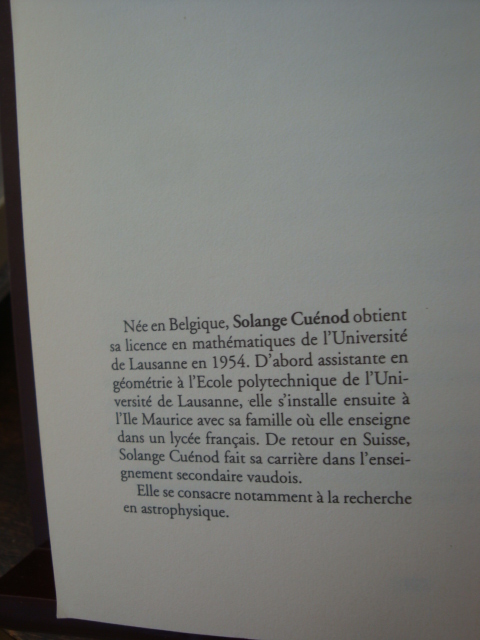 Née en Belgique, Solange Cuénod obtient
sa licence en mathématiques de l'Université
de Lausanne en 1954. D'abord assistante en
géométrie à l'Ecole polytechnique de l'Uni-
versité de Lausanne, elle s'installe ensuite à
l'Ile Maurice avec sa famille où elle enseigne
dans un lycée français. De retour en Suisse,
Solange Cuénod fait sa carrière dans l'ensei-
gnement secondaire vaudois.
Elle se consacre notamment à la recherche
en astrophysique.